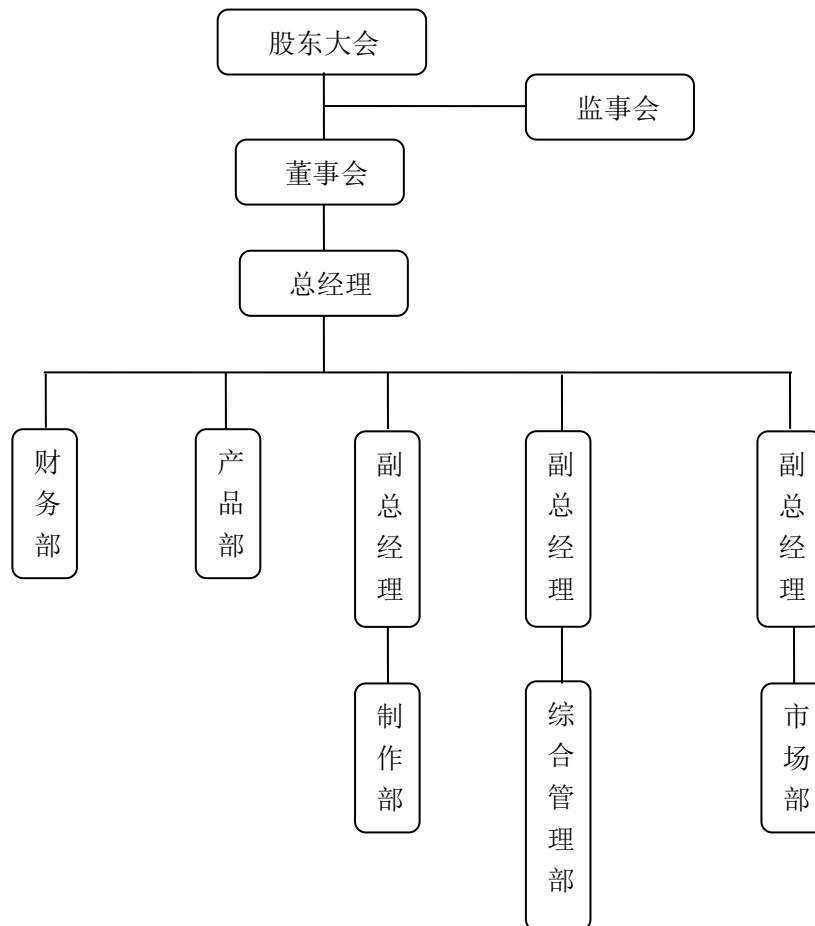 股东大会
监事会
董事会
总经理
财务部
产品部
副总经理
副总经理
副总经理
制作部
综合管理部
市场部